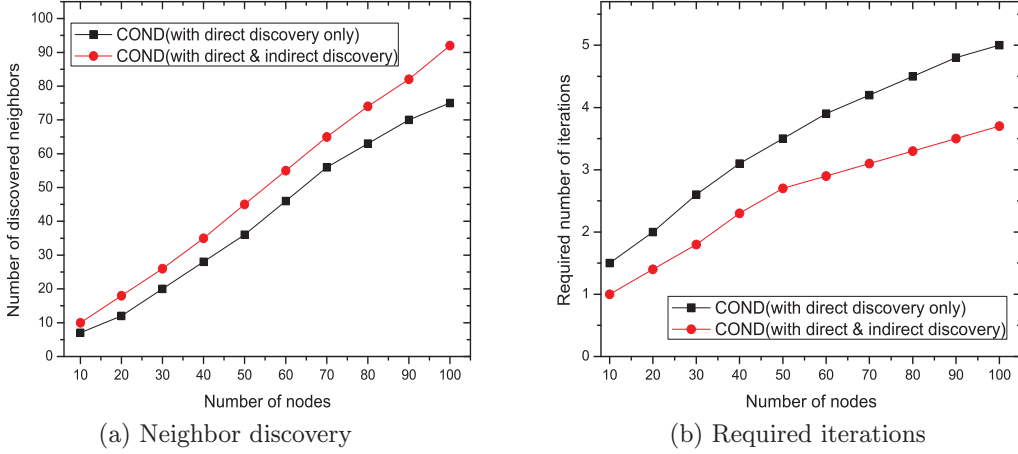 COND(with direct discovery only)
COND(with direct & indirect discovery)
Number of discovered neighbors
100
90
80
70
60
50
40
30
20
10
0
10 20 30 40 50 60 70 80 90 100
Number of nodes
(a) Neighbor discovery
Required number of iterations
5
4
3
2
1
0
COND(with direct discovery only)
COND(with direct & indirect discovery)
10 20 30 40 50 60 70 80 90 100
Number of nodes
(b) Required iterations